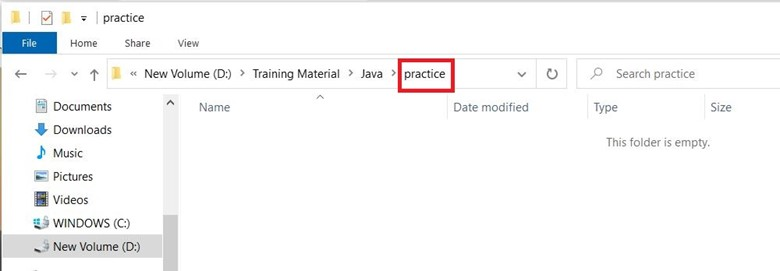 practice
File Home Share View
« New Volume (D:) > Training Material > Java > practice Search practice
Documents Name Date modified Type Size
Downloads This folder is empty.
Music
Pictures
Videos
WINDOWS (C:)
New Volume (D:)